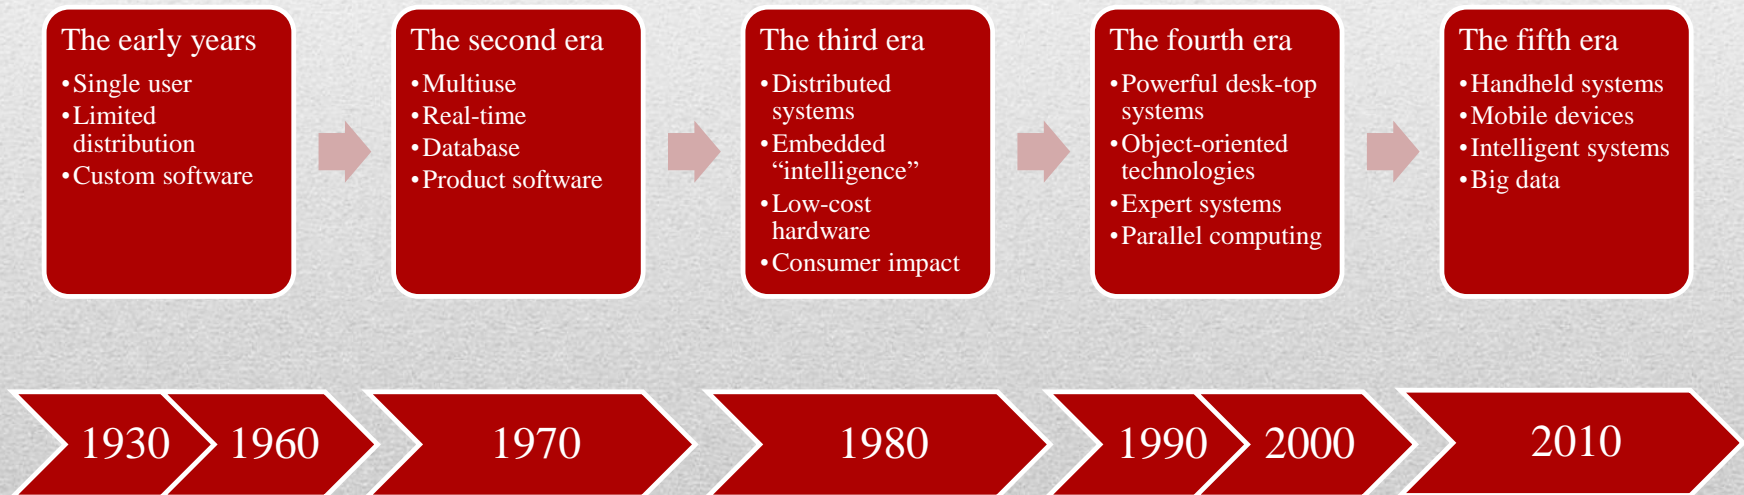 The early years
•Single user
•Limited
distribution
•Custom software
The second era
•Multiuse
•Real-time
•Database
•Product software
The third era
•Distributed
systems
•Embedded
“intelligence”
•Low-cost
hardware
•Consumer impact
The fourth era
•Powerful desk-top
systems
•Object-oriented
technologies
•Expert systems
•Parallel computing
The fifth era
•Handheld systems
•Mobile devices
•Intelligent systems
•Big data
1930
1960
1970
1980
1990
2000
2010